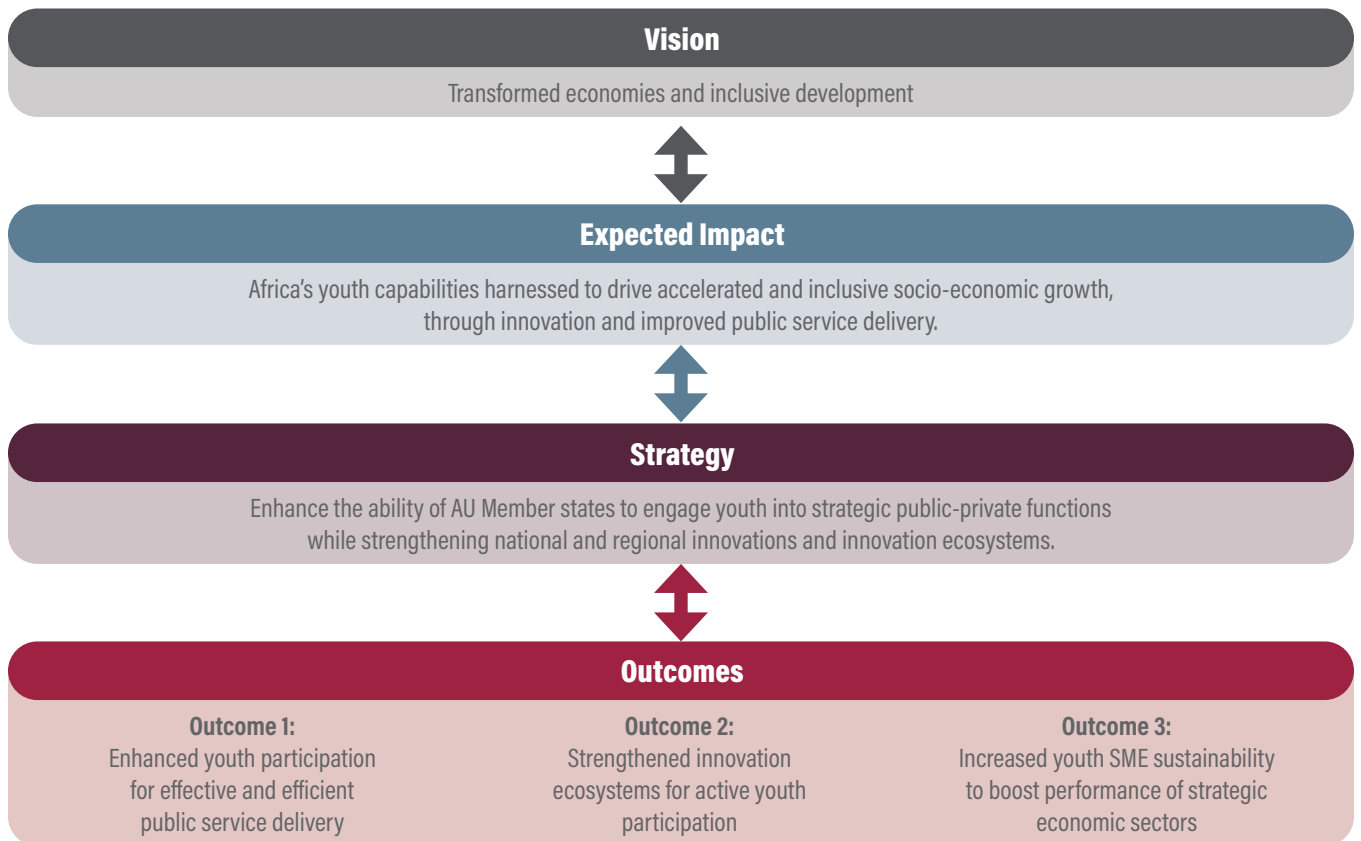 Vision
Transformed economies and inclusive development
Expected Impact
Africa’s youth capabilities harnessed to drive accelerated and inclusive socio-economic growth,
through innovation and improved public service delivery.
Strategy
Enhance the ability of AU Member states to engage youth into strategic public-private functions
while strengthening national and regional innovations and innovation ecosystems.
Outcomes
Outcome 1:
Enhanced youth participation
for effective and efficient
public service delivery
Outcome 2:
Strengthened innovation
ecosystems for active youth
participation
Outcome 3:
Increased youth SME sustainability
to boost performance of strategic
economic sectors